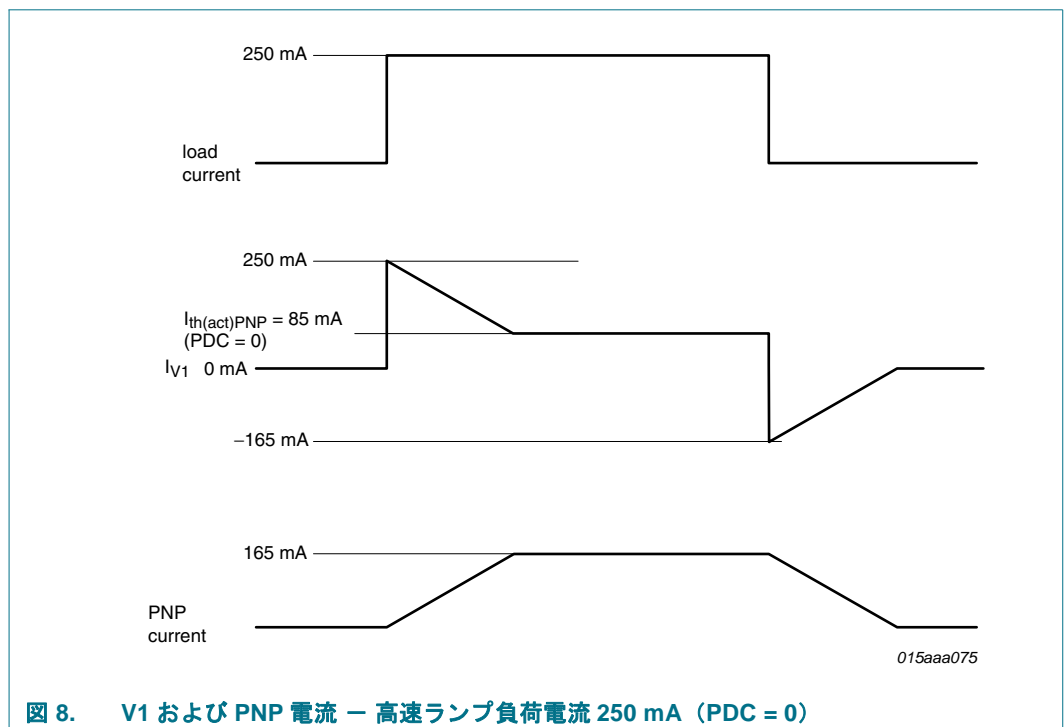 250 mA
load
current
250 mA
Ith(act)PNP = 85 mA
(PDC = 0)
IV1 0 mA
−165 mA
165 mA
PNP
current
015aaa075
図 8. V1 および PNP 電流 − 高速ランプ負荷電流 250 mA（PDC = 0）